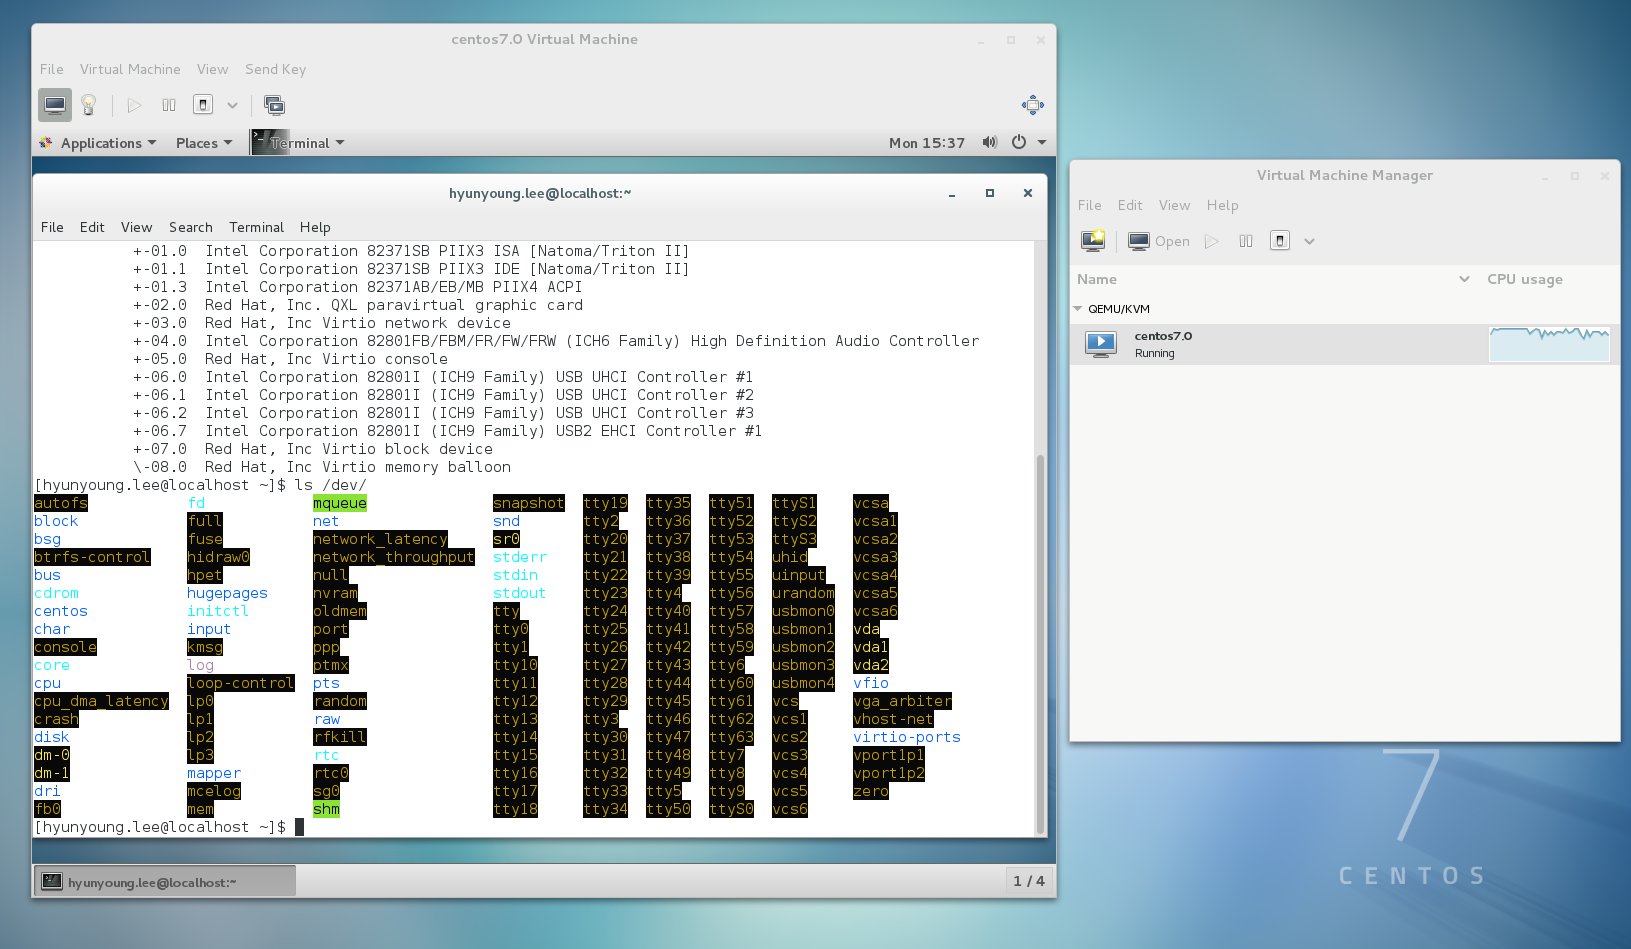 centos7.0 Virtual Machine
File Virtual Machine View Send Key
Applications Places Terminal Mon 15:37
hyunyoung.lee@localhost:~
File Edit View Search Terminal Help
+-01.0 Intel Corporation 82371SB PIIX3 ISA [Natoma/Triton II]
+-01.1 Intel Corporation 82371SB PIIX3 IDE [Natoma/Triton II]
+-01.3 Intel Corporation 82371AB/EB/MB PIIX4 ACPI
+-02.0 Red Hat, Inc. QXL paravirtual graphic card
+-03.0 Red Hat, Inc Virtio network device
+-04.0 Intel Corporation 82801FB/FBM/FR/FW/FRW (ICH6 Family) High Definition Audio Controller
+-05.0 Red Hat, Inc Virtio console
+-06.0 Intel Corporation 82801I (ICH9 Family) USB UHCI Controller #1
+-06.1 Intel Corporation 82801I (ICH9 Family) USB UHCI Controller #2
+-06.2 Intel Corporation 82801I (ICH9 Family) USB UHCI Controller #3
+-06.7 Intel Corporation 82801I (ICH9 Family) USB2 EHCI Controller #1
+-07.0 Red Hat, Inc Virtio block device
\-08.0 Red Hat, Inc Virtio memory balloon
[hyunyoung.lee@localhost ~]$ ls /dev/
autofs fd mqueue snapshot tty19 tty35 tty51 ttyS1 vcsa
block full net snd tty2 tty36 tty52 ttyS2 vcsa1
bsg fuse network_latency sr0 tty20 tty37 tty53 ttyS3 vcsa2
btrfs-control hidraw0 network_throughput stderr tty21 tty38 tty54 uhid vcsa3
bus hpet null stdin tty22 tty39 tty55 uinput vcsa4
cdrom hugepages nvram stdout tty23 tty4 tty56 urandom vcsa5
centos initctl oldmem tty tty24 tty40 tty57 usbmon0 vcsa6
char input port tty0 tty25 tty41 tty58 usbmon1 vda
console kmsg ppp tty1 tty26 tty42 tty59 usbmon2 vda1
core log ptmx tty10 tty27 tty43 tty6 usbmon3 vda2
cpu loop-control pts tty11 tty28 tty44 tty60 usbmon4 vfio
cpu_dma_latency lp0 random tty12 tty29 tty45 tty61 vcs vga_arbiter
crash lp1 raw tty13 tty3 tty46 tty62 vcs1 vhost-net
disk lp2 rfkill tty14 tty30 tty47 tty63 vcs2 virtio-ports
dm-0 lp3 rtc tty15 tty31 tty48 tty7 vcs3 vport1p1
dm-1 mapper rtc0 tty16 tty32 tty49 tty8 vcs4 vport1p2
dri mcelog sg0 tty17 tty33 tty5 tty9 vcs5 zero
fb0 mem shm tty18 tty34 tty50 ttyS0 vcs6
[hyunyoung.lee@localhost ~]$
hyunyoung.lee@localhost:~ 1 / 4
Virtual Machine Manager
File Edit View Help
Open
Name CPU usage
QEMU/KVM
centos7.0
Running
7
CENTOS